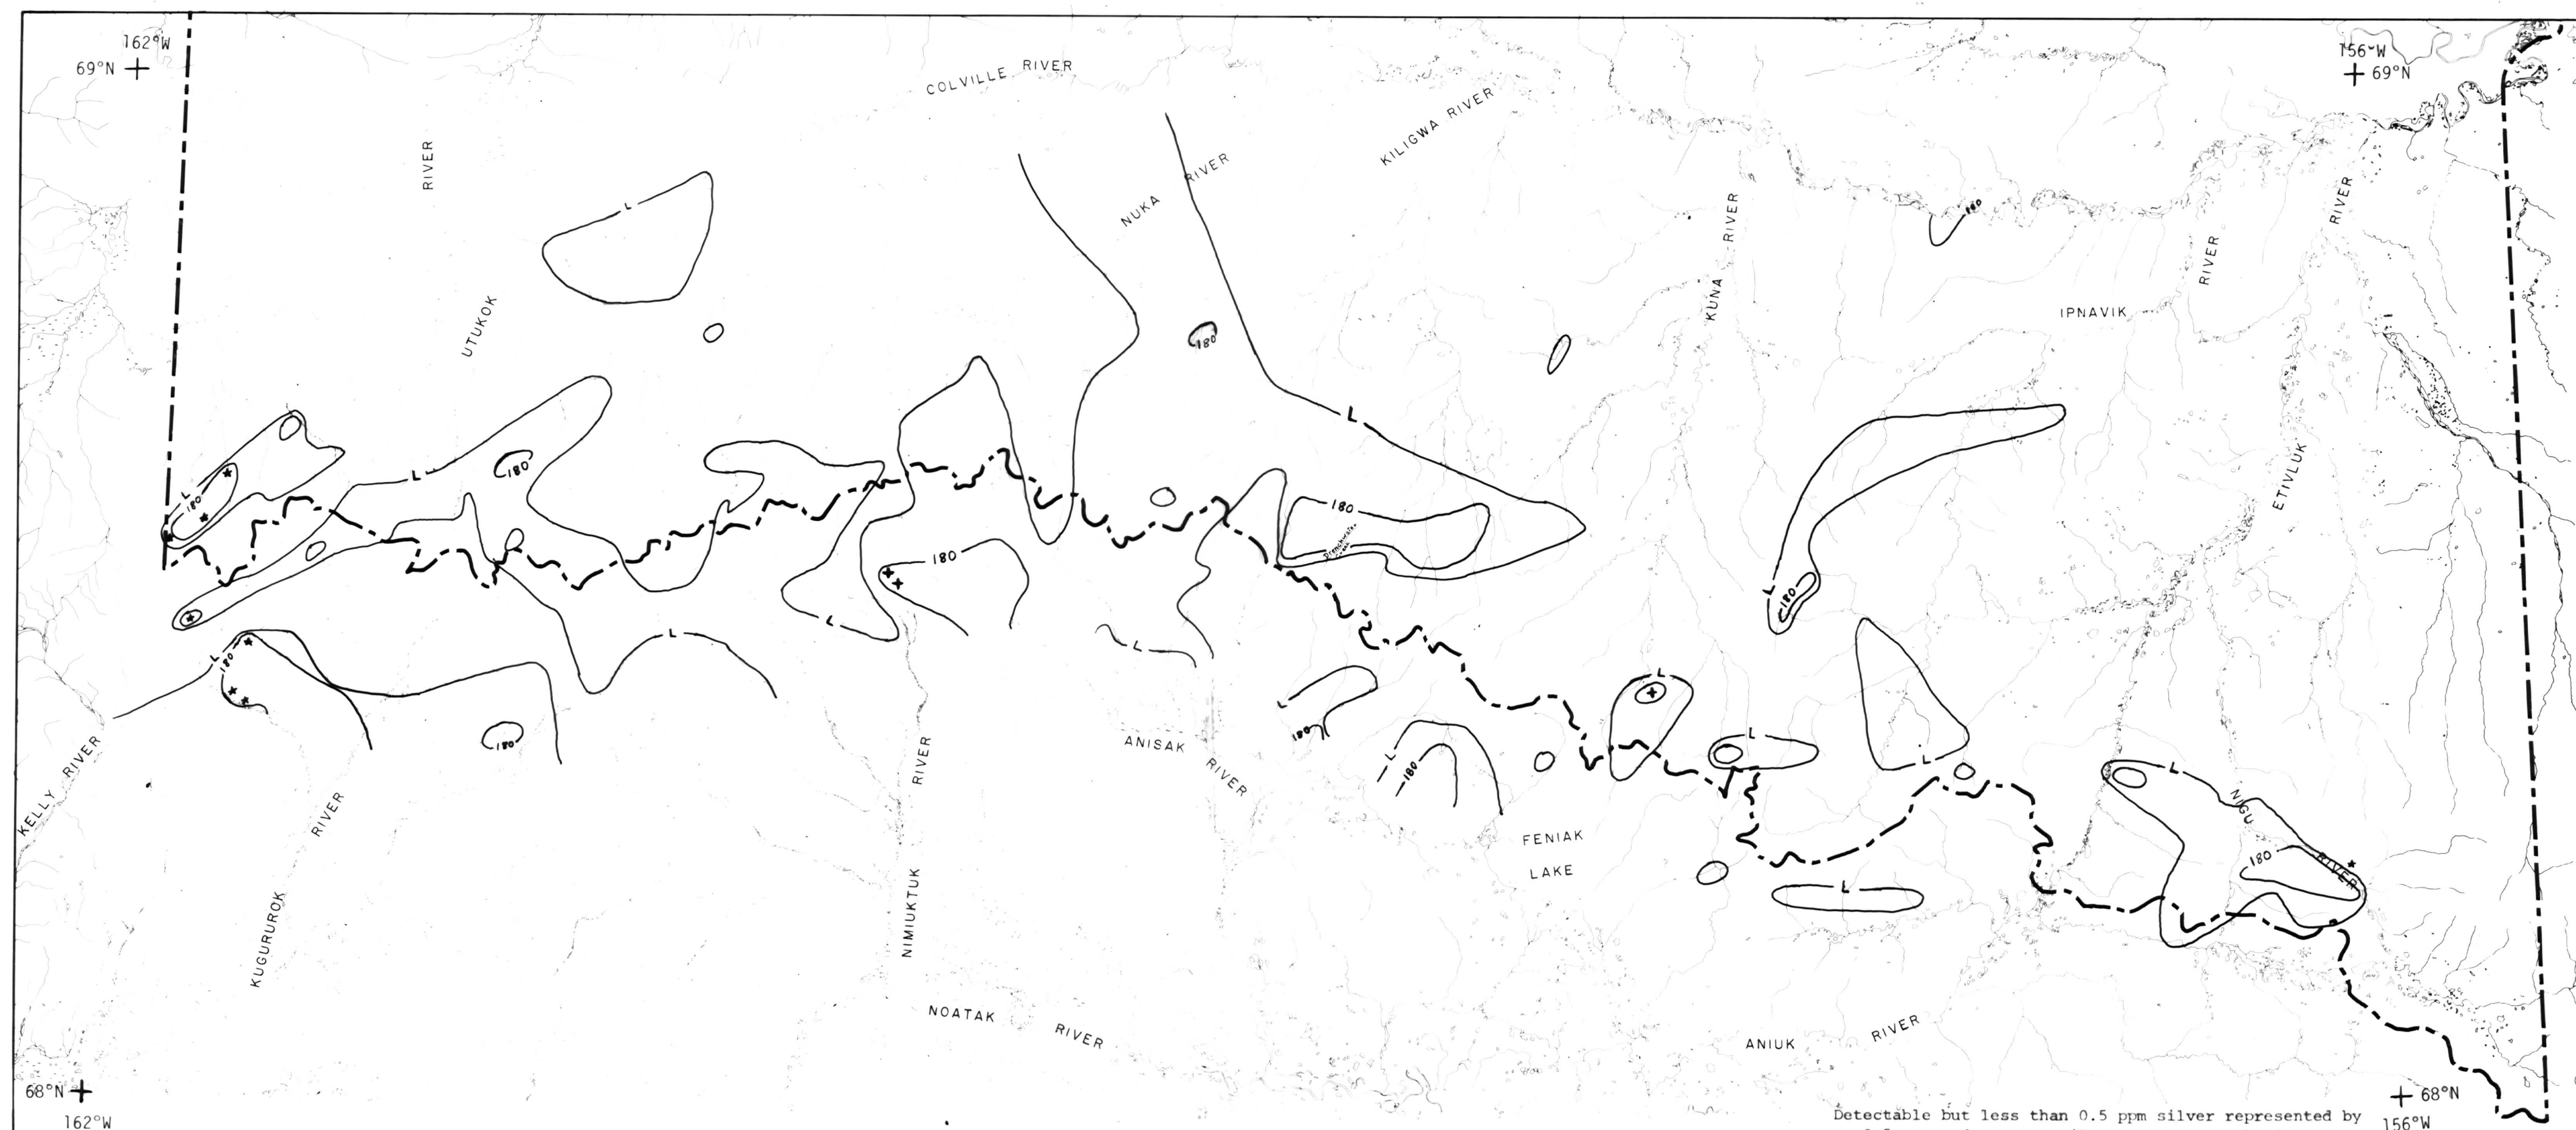 162°W
69°N
156°W
69°N
COLVILLE RIVER
RIVER
UTUKOK
NUKA RIVER
KILIGWA RIVER
KUNA RIVER
180
IPNAVIK
RIVER
RIVER
ETIVLUK
L
180
L
L
180
L
180
180
180
L
180
L
180
L
L
L
L
180
L
180
L
180
L
L
L
L
180
L
180
KELLY RIVER
KUGURUROK
RIVER
NIMIUKTUK
RIVER
ANISAK
RIVER
FENIAK
LAKE
NIGU
RIVER
NOATAK
RIVER
ANIUK
RIVER
68°N
162°W
68°N
156°W
Detectable but less than 0.5 ppm silver represented by